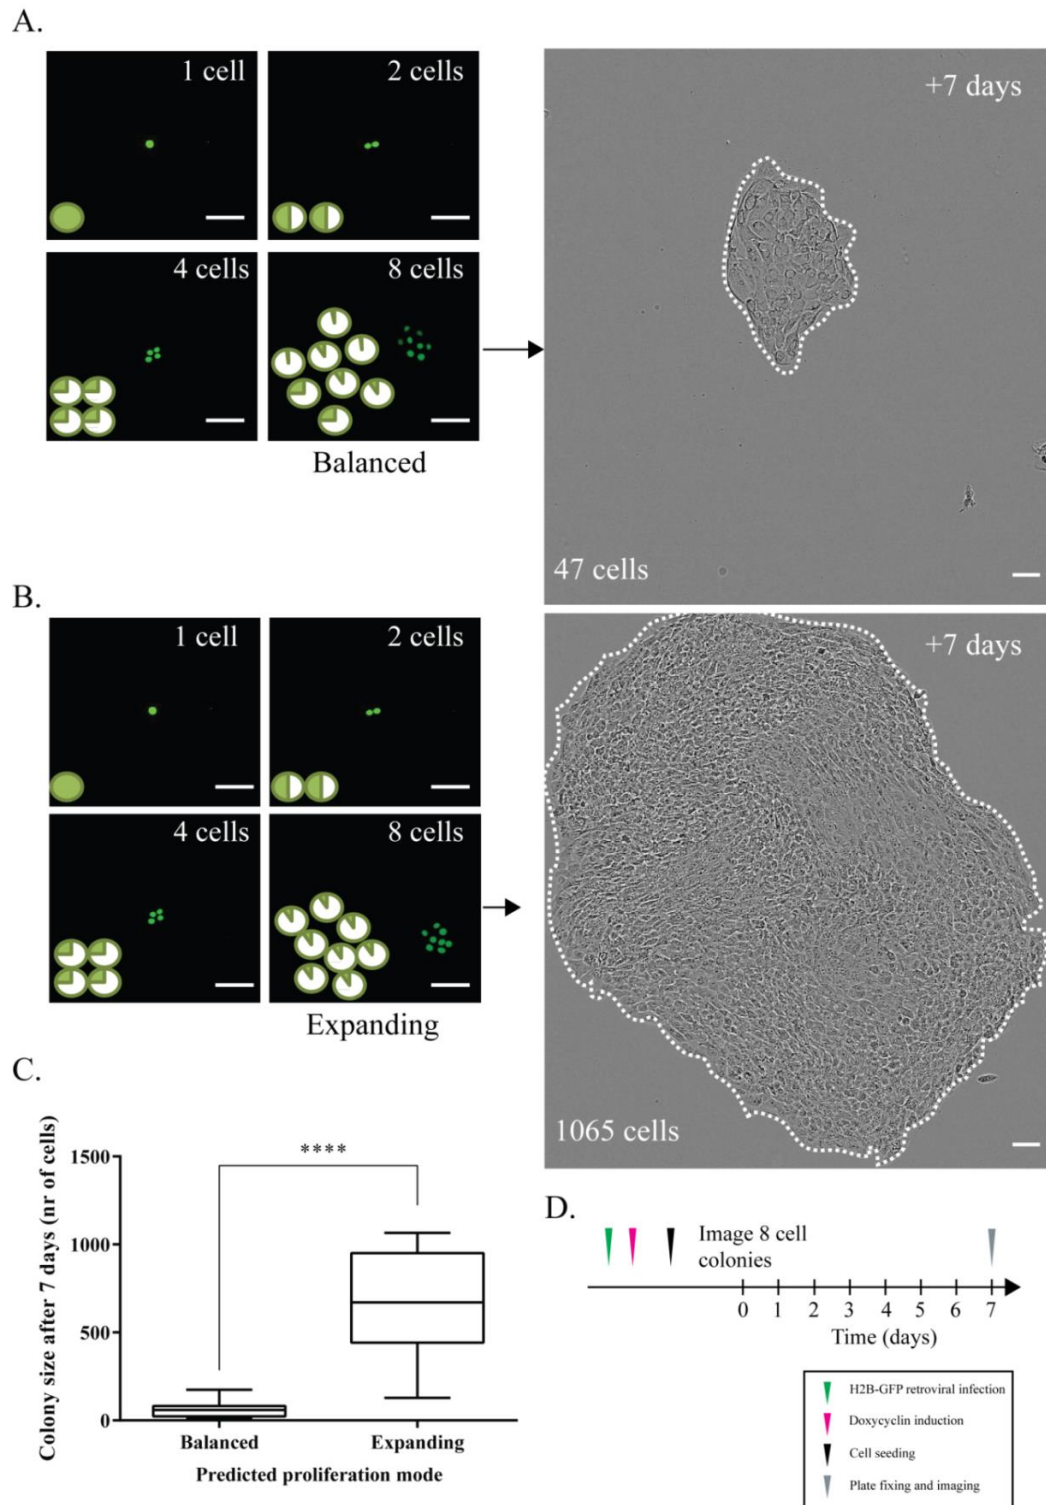 A.
1 cell
2 cells
4 cells
8 cells
Balanced
+7 days
47 cells
B.
1 cell
2 cells
4 cells
8 cells
Expanding
+7 days
1065 cells
C.
Colony size after 7 days (nr of cells)
1500
1000
500
0
****
Balanced
Expanding
Predicted proliferation mode
D.
Image 8 cell
colonies
0 1 2 3 4 5 6 7
Time (days)
H2B-GFP retroviral infection
Doxycyclin induction
Cell seeding
Plate fixing and imaging